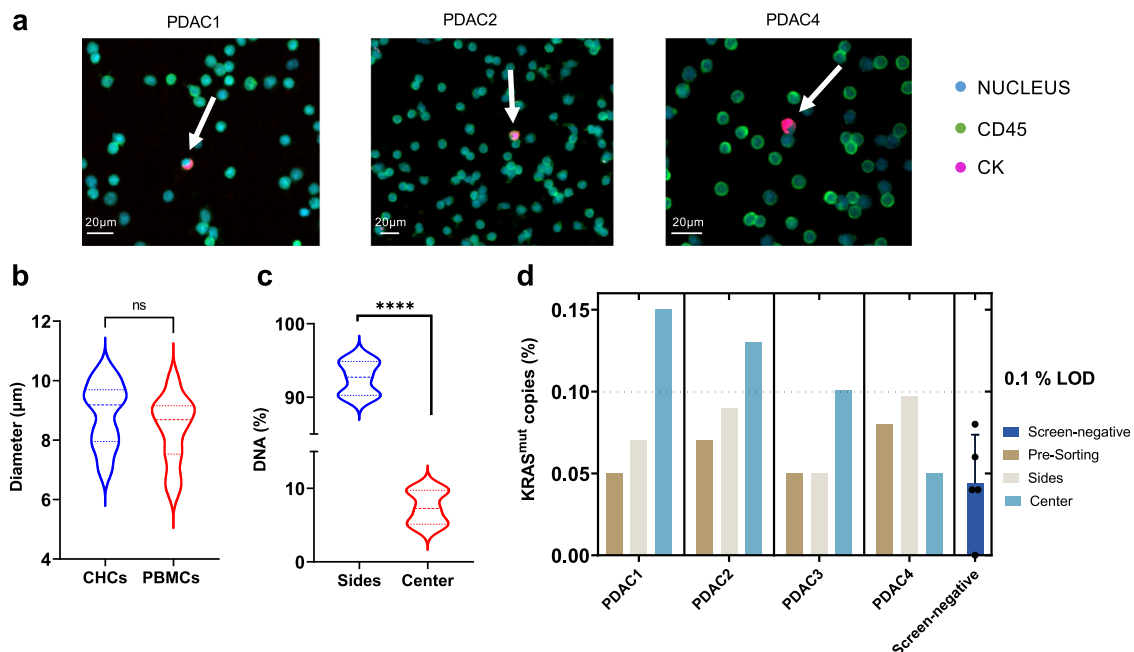 a
PDAC1
PDAC2
PDAC4
20µm
20µm
20µm
NUCLEUS
CD45
CK
b
ns
Diameter (µm)
12
10
8
6
4
CHCs
PBMCs
c
****
DNA (%)
100
90
10
0
Sides
Center
d
KRASᵐᵘᵗ copies (%)
0.15
0.10
0.05
0.00
PDAC1
PDAC2
PDAC3
PDAC4
Screen-negative
0.1 % LOD
Screen-negative
Pre-Sorting
Sides
Center